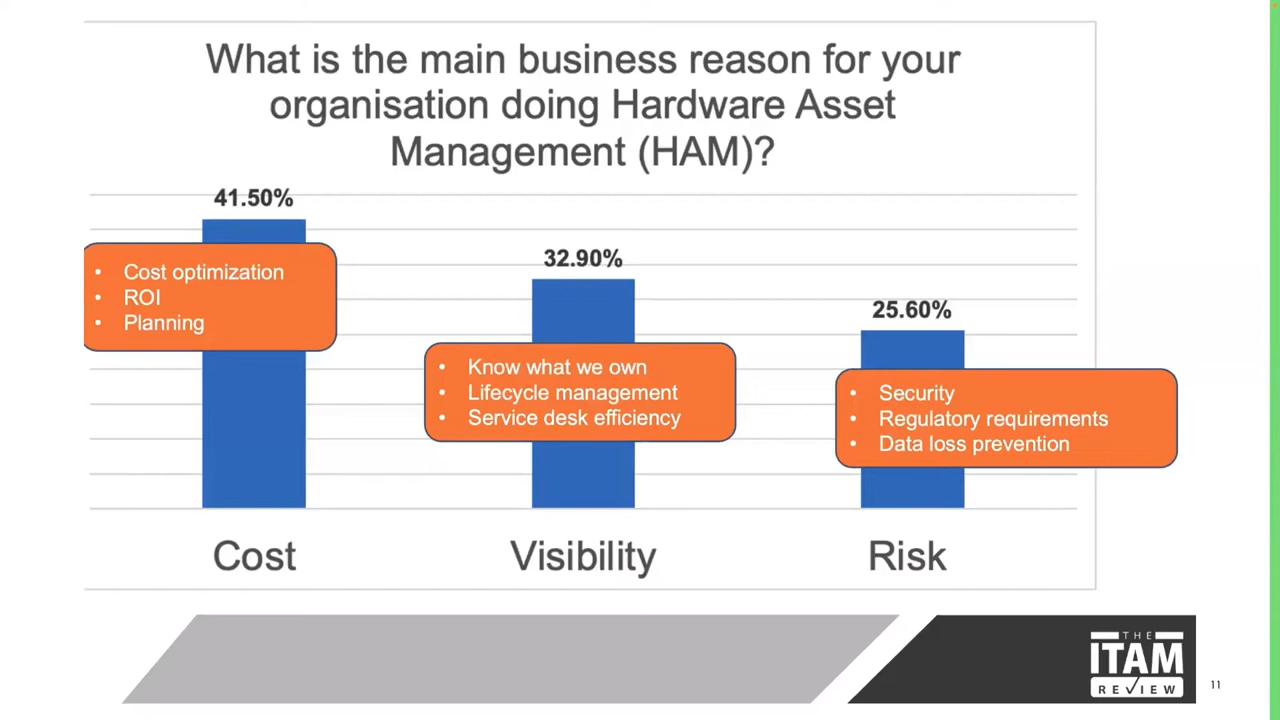 What is the main business reason for your
organisation doing Hardware Asset
Management (HAM)?
41.50%
32.90%
25.60%
• Cost optimization
• ROI
• Planning
• Know what we own
• Lifecycle management
• Service desk efficiency
• Security
• Regulatory requirements
• Data loss prevention
Cost
Visibility
Risk
THE
ITAM
REVIEW
11